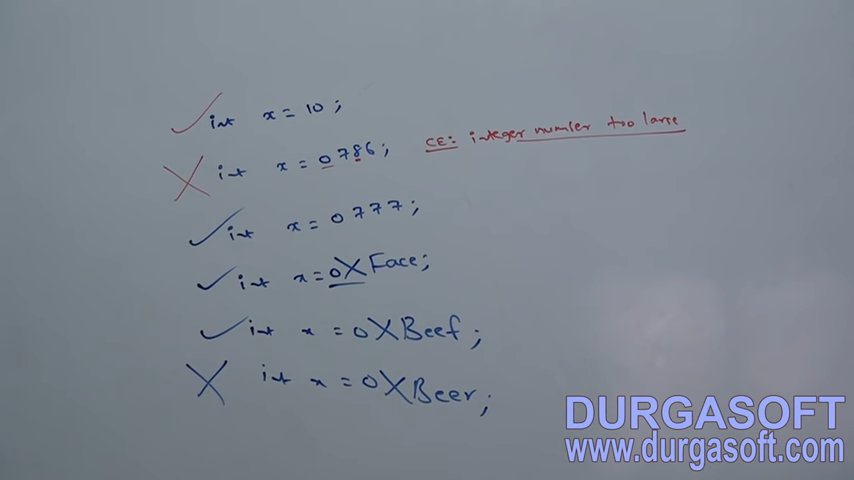 int x = 10;
int x = 0786; CE: integer number too large
int x = 0777;
int x = 0XFace;
int x = 0XBeef;
int x = 0XBeer;
DURGASOFT
www.durgasoft.com